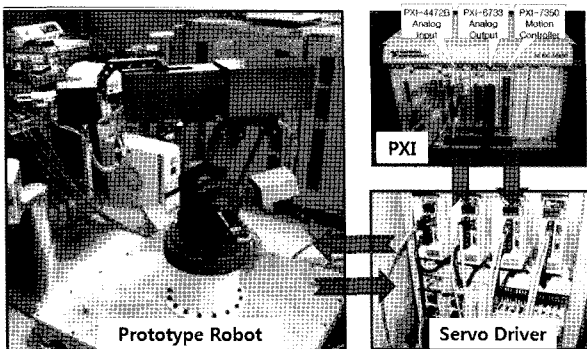 PXI-4472B
Analog
Input
PXI-6733
Analog
Output
PXI-7350
Motion
Controller
PXI
Prototype Robot
Servo Driver